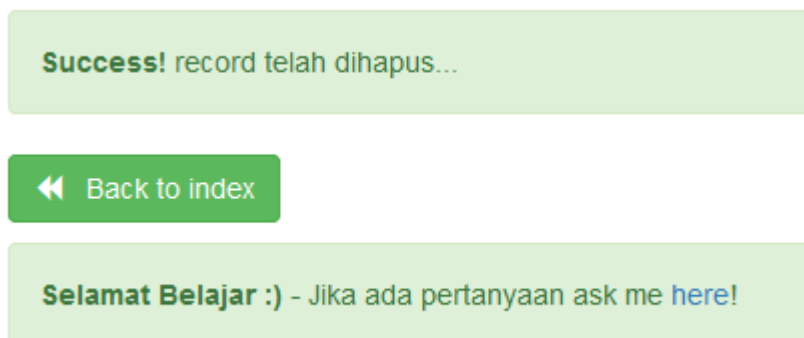 Success! record telah dihapus...
Back to index
Selamat Belajar :) - Jika ada pertanyaan ask me here!